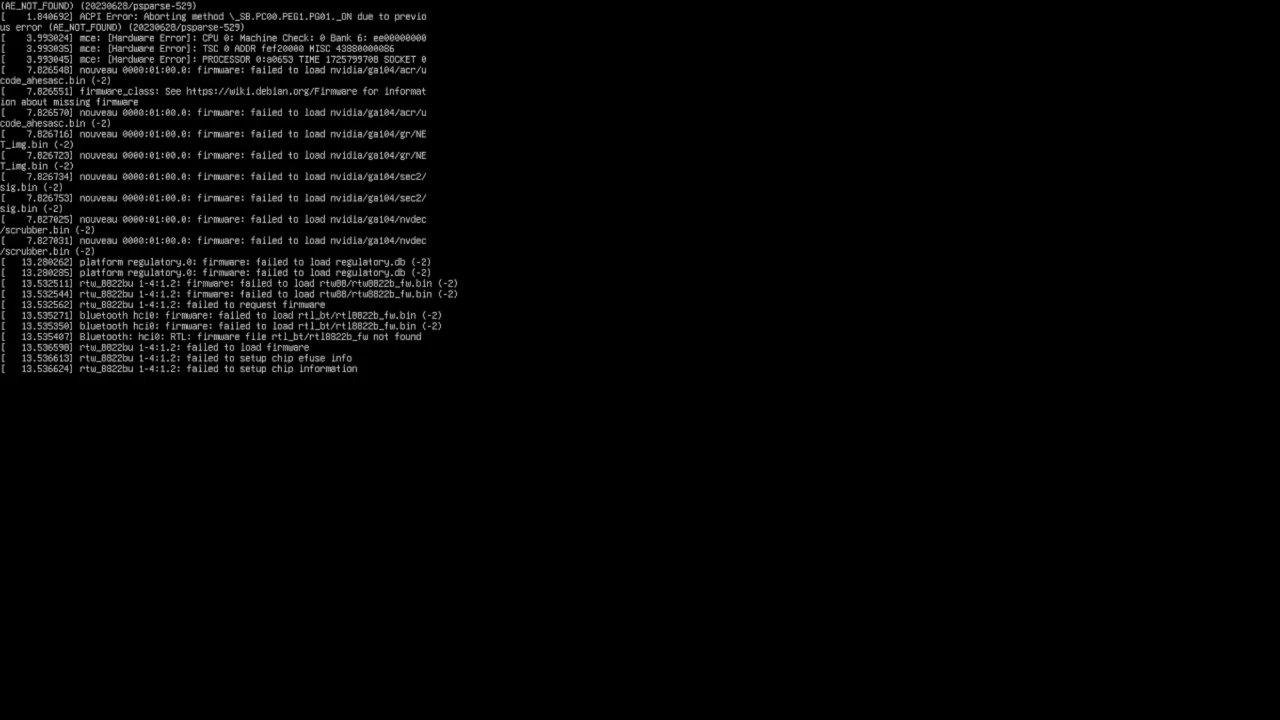 (AE_NOT_FOUND) (20230628/psparse-529)
[    1.840692] ACPI Error: Aborting method \_SB.PC00.PEG1.PG01._ON due to previo
us error (AE_NOT_FOUND) (20230628/psparse-529)
[    3.993024] mce: [Hardware Error]: CPU 0: Machine Check: 0 Bank 6: ee00000000
[    3.993035] mce: [Hardware Error]: TSC 0 ADDR fef20000 MISC 43880000086
[    3.993045] mce: [Hardware Error]: PROCESSOR 0:a0653 TIME 1725799708 SOCKET 0
[    7.826548] nouveau 0000:01:00.0: firmware: failed to load nvidia/ga104/acr/u
code_ahesasc.bin (-2)
[    7.826551] firmware_class: See https://wiki.debian.org/Firmware for informat
ion about missing firmware
[    7.826570] nouveau 0000:01:00.0: firmware: failed to load nvidia/ga104/acr/u
code_ahesasc.bin (-2)
[    7.826716] nouveau 0000:01:00.0: firmware: failed to load nvidia/ga104/gr/NE
T_img.bin (-2)
[    7.826723] nouveau 0000:01:00.0: firmware: failed to load nvidia/ga104/gr/NE
T_img.bin (-2)
[    7.826734] nouveau 0000:01:00.0: firmware: failed to load nvidia/ga104/sec2/
sig.bin (-2)
[    7.826753] nouveau 0000:01:00.0: firmware: failed to load nvidia/ga104/sec2/
sig.bin (-2)
[    7.827025] nouveau 0000:01:00.0: firmware: failed to load nvidia/ga104/nvdec
/scrubber.bin (-2)
[    7.827031] nouveau 0000:01:00.0: firmware: failed to load nvidia/ga104/nvdec
/scrubber.bin (-2)
[   13.280262] platform regulatory.0: firmware: failed to load regulatory.db (-2)
[   13.280285] platform regulatory.0: firmware: failed to load regulatory.db (-2)
[   13.532511] rtw_8822bu 1-4:1.2: firmware: failed to load rtw88/rtw8822b_fw.bin (-2)
[   13.532544] rtw_8822bu 1-4:1.2: firmware: failed to load rtw88/rtw8822b_fw.bin (-2)
[   13.532562] rtw_8822bu 1-4:1.2: failed to request firmware
[   13.535271] bluetooth hci0: firmware: failed to load rtl_bt/rtl8822b_fw.bin (-2)
[   13.535350] bluetooth hci0: firmware: failed to load rtl_bt/rtl8822b_fw.bin (-2)
[   13.535407] Bluetooth: hci0: RTL: firmware file rtl_bt/rtl8822b_fw not found
[   13.536598] rtw_8822bu 1-4:1.2: failed to load firmware
[   13.536613] rtw_8822bu 1-4:1.2: failed to setup chip efuse info
[   13.536624] rtw_8822bu 1-4:1.2: failed to setup chip information